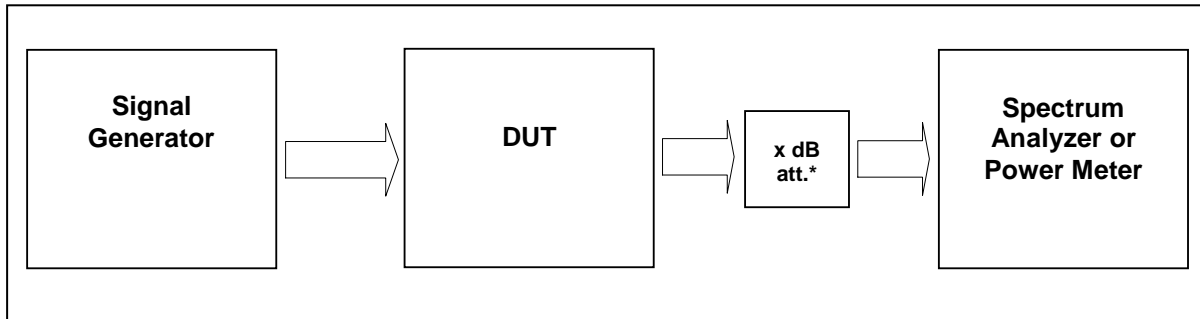 Signal
Generator
DUT
x dB
att.*
Spectrum
Analyzer or
Power Meter